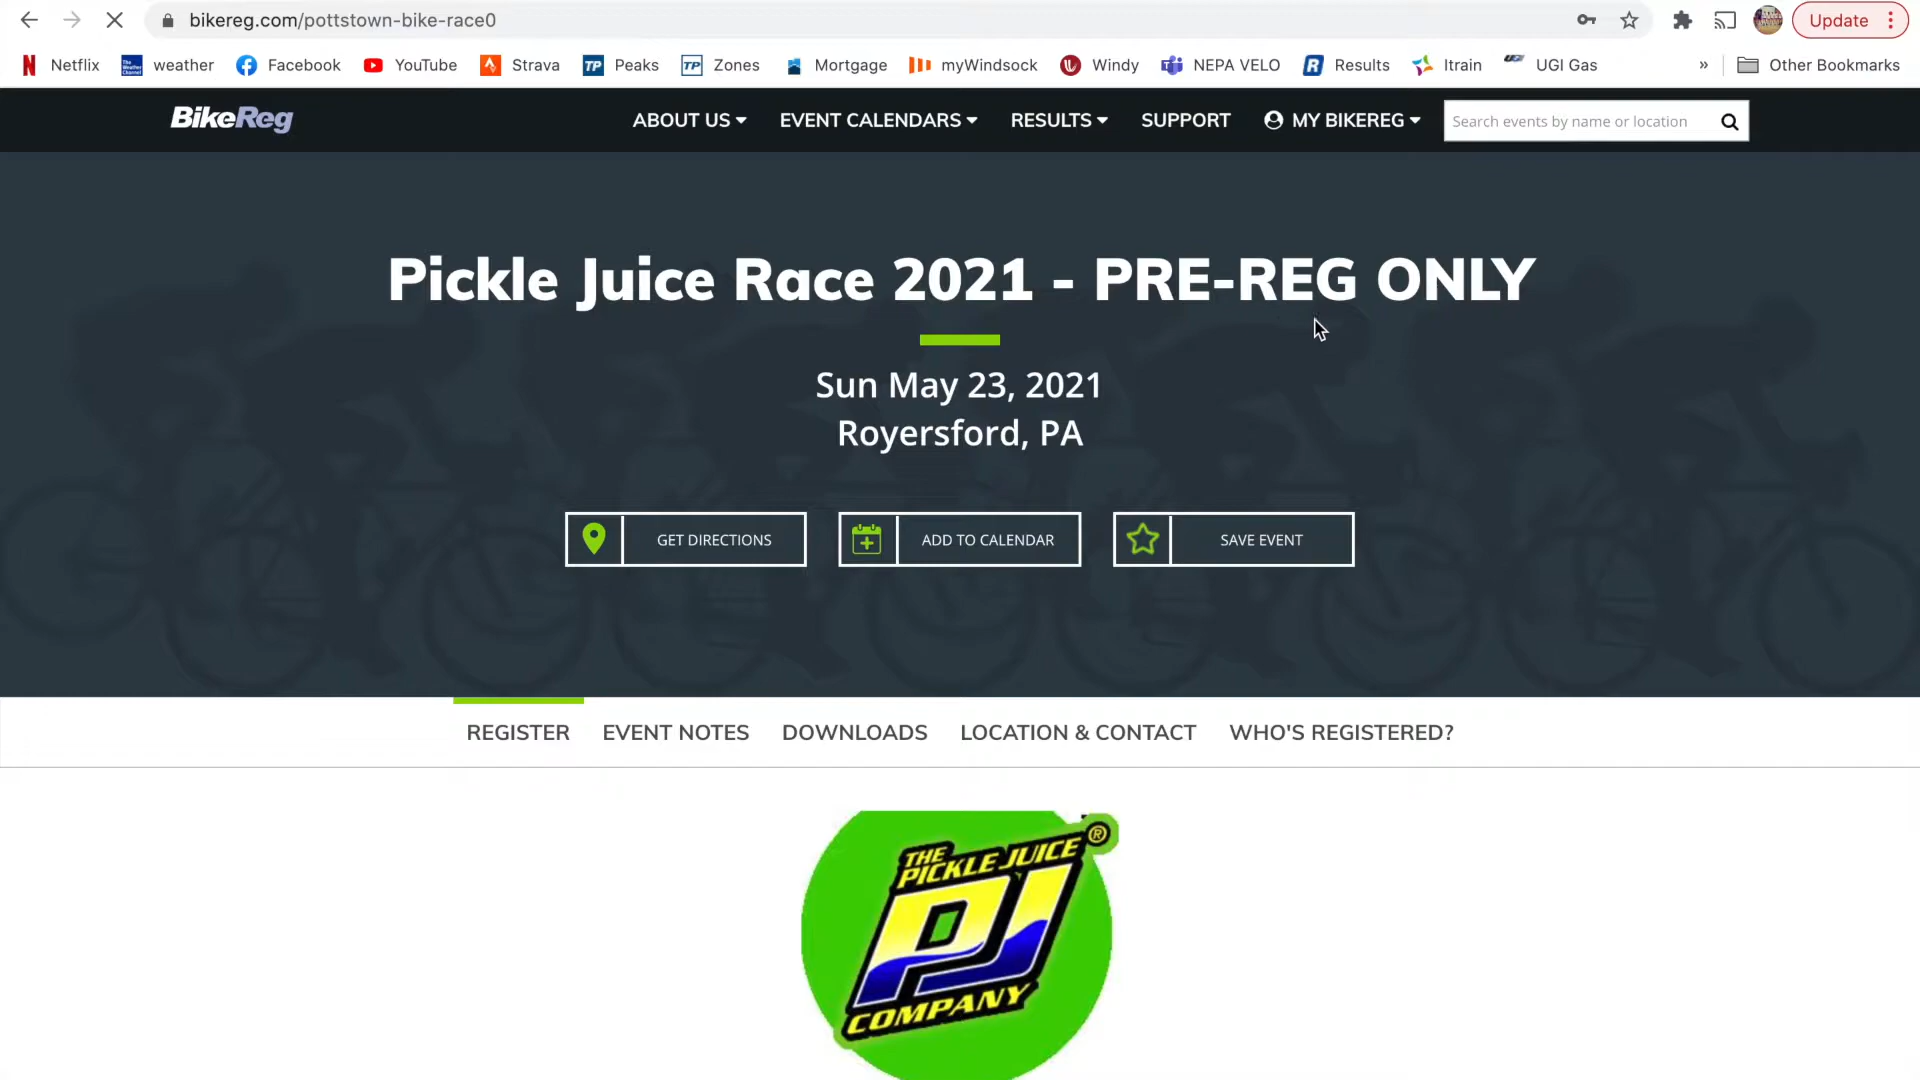 bikereg.com/pottstown-bike-race0
Update
Netflix weather Facebook YouTube Strava TP Peaks TP Zones Mortgage myWindsock Windy NEPA VELO R Results Itrain UGI Gas » Other Bookmarks
BikeReg
ABOUT US EVENT CALENDARS RESULTS SUPPORT MY BIKEREG Search events by name or location
Pickle Juice Race 2021 - PRE-REG ONLY
Sun May 23, 2021
Royersford, PA
GET DIRECTIONS ADD TO CALENDAR SAVE EVENT
REGISTER EVENT NOTES DOWNLOADS LOCATION & CONTACT WHO'S REGISTERED?
THE
PICKLE JUICE ®
PJ
COMPANY